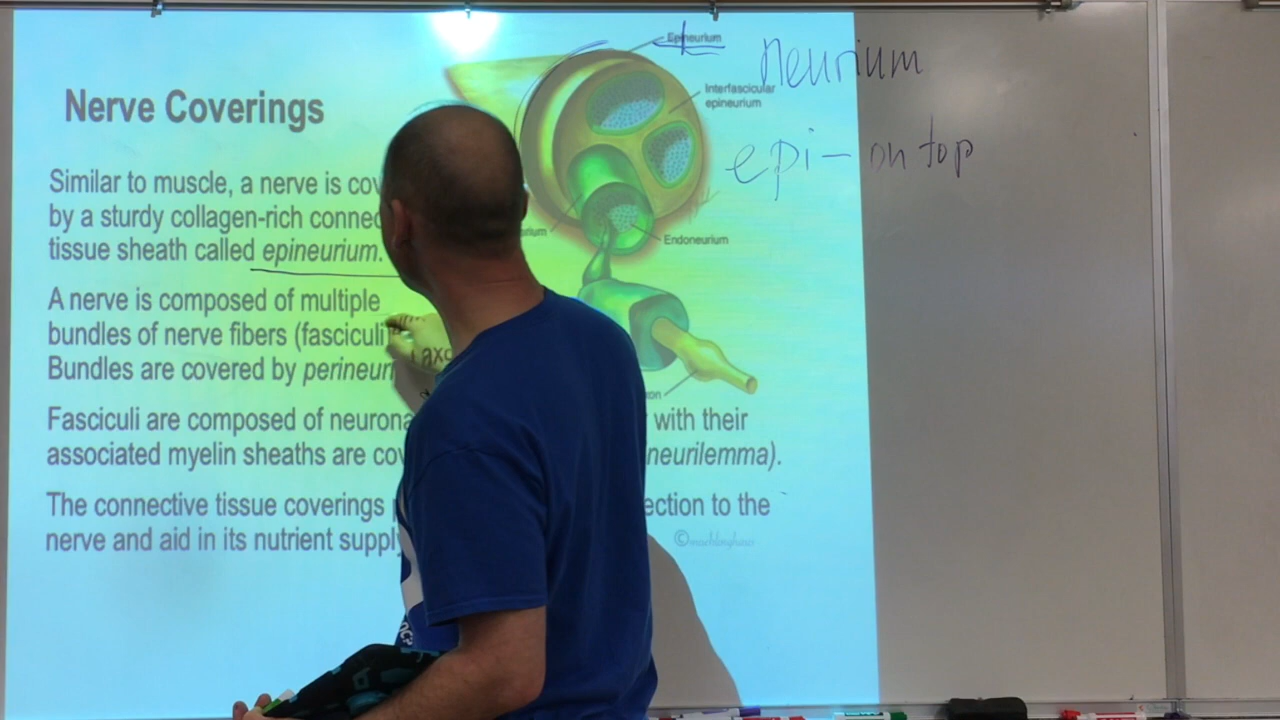 Nerve Coverings
Similar to muscle, a nerve is cov
by a sturdy collagen-rich connec
tissue sheath called epineurium.
A nerve is composed of multiple
bundles of nerve fibers (fasciculi)
Bundles are covered by perineuri
axo
Fasciculi are composed of neurona with their
associated myelin sheaths are cov neurilemma).
The connective tissue coverings ection to the
nerve and aid in its nutrient supply
Epineurium
Interfascicular
epineurium
Endoneurium
neurium
epi- on top